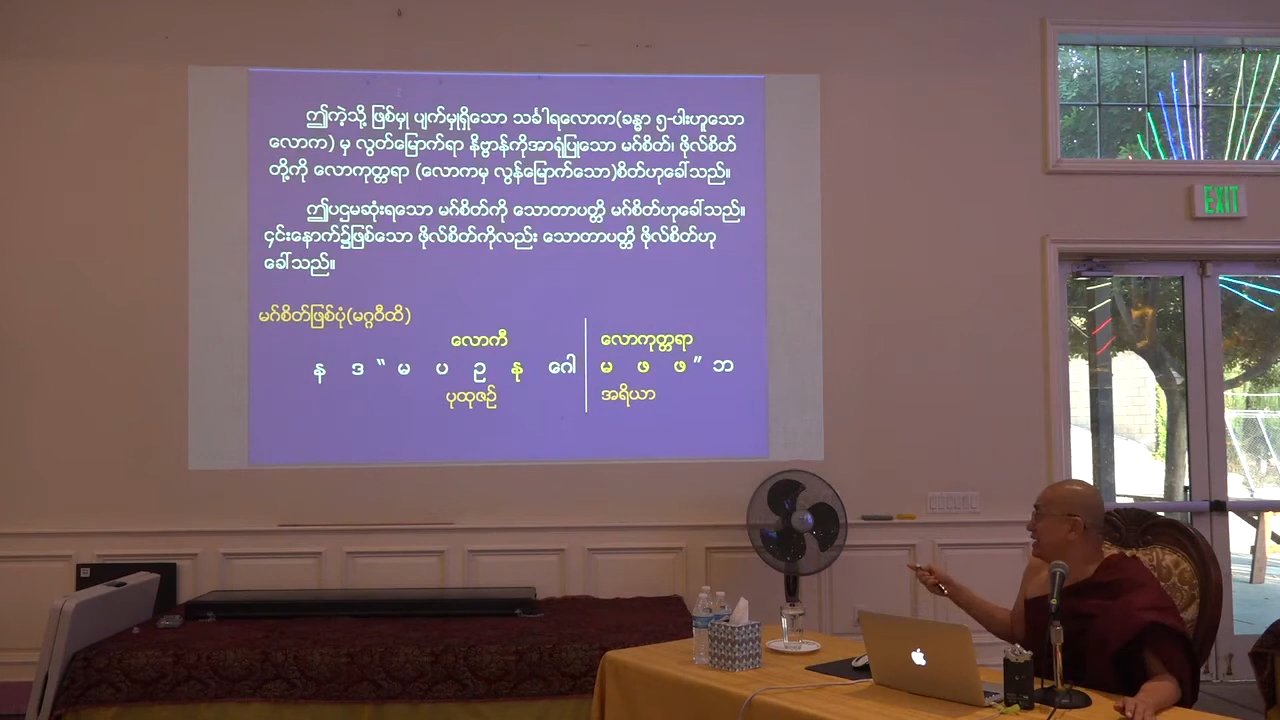 ဤကဲ့သို့ ဖြစ်မှု ပျက်မှုရှိသော သင်္ခါရလောက(ခန္ဓာ ၅-ပါးဟူသော
လောက) မှ လွတ်မြောက်ရာ နိဗ္ဗာန်ကိုအာရုံပြုသော မဂ်စိတ်၊ ဖိုလ်စိတ်
တို့ကို လောကုတ္တရာ (လောကမှ လွန်မြောက်သော)စိတ်ဟုခေါ်သည်။
ဤပဌမဆုံးရသော မဂ်စိတ်ကို သောတာပတ္တိ မဂ်စိတ်ဟုခေါ်သည်။
၄င်းနောက်၌ဖြစ်သော ဖိုလ်စိတ်ကိုလည်း သောတာပတ္တိ ဖိုလ်စိတ်ဟု
ခေါ်သည်။
မဂ်စိတ်ဖြစ်ပုံ(မဂ္ဂဝီထိ)
လောကီ လောကုတ္တရာ
န ဒ “ မ ပ ဥ နု ဂေါ မ ဖ ဖ ” ဘ
ပုထုဇဉ် အရိယာ
EXIT